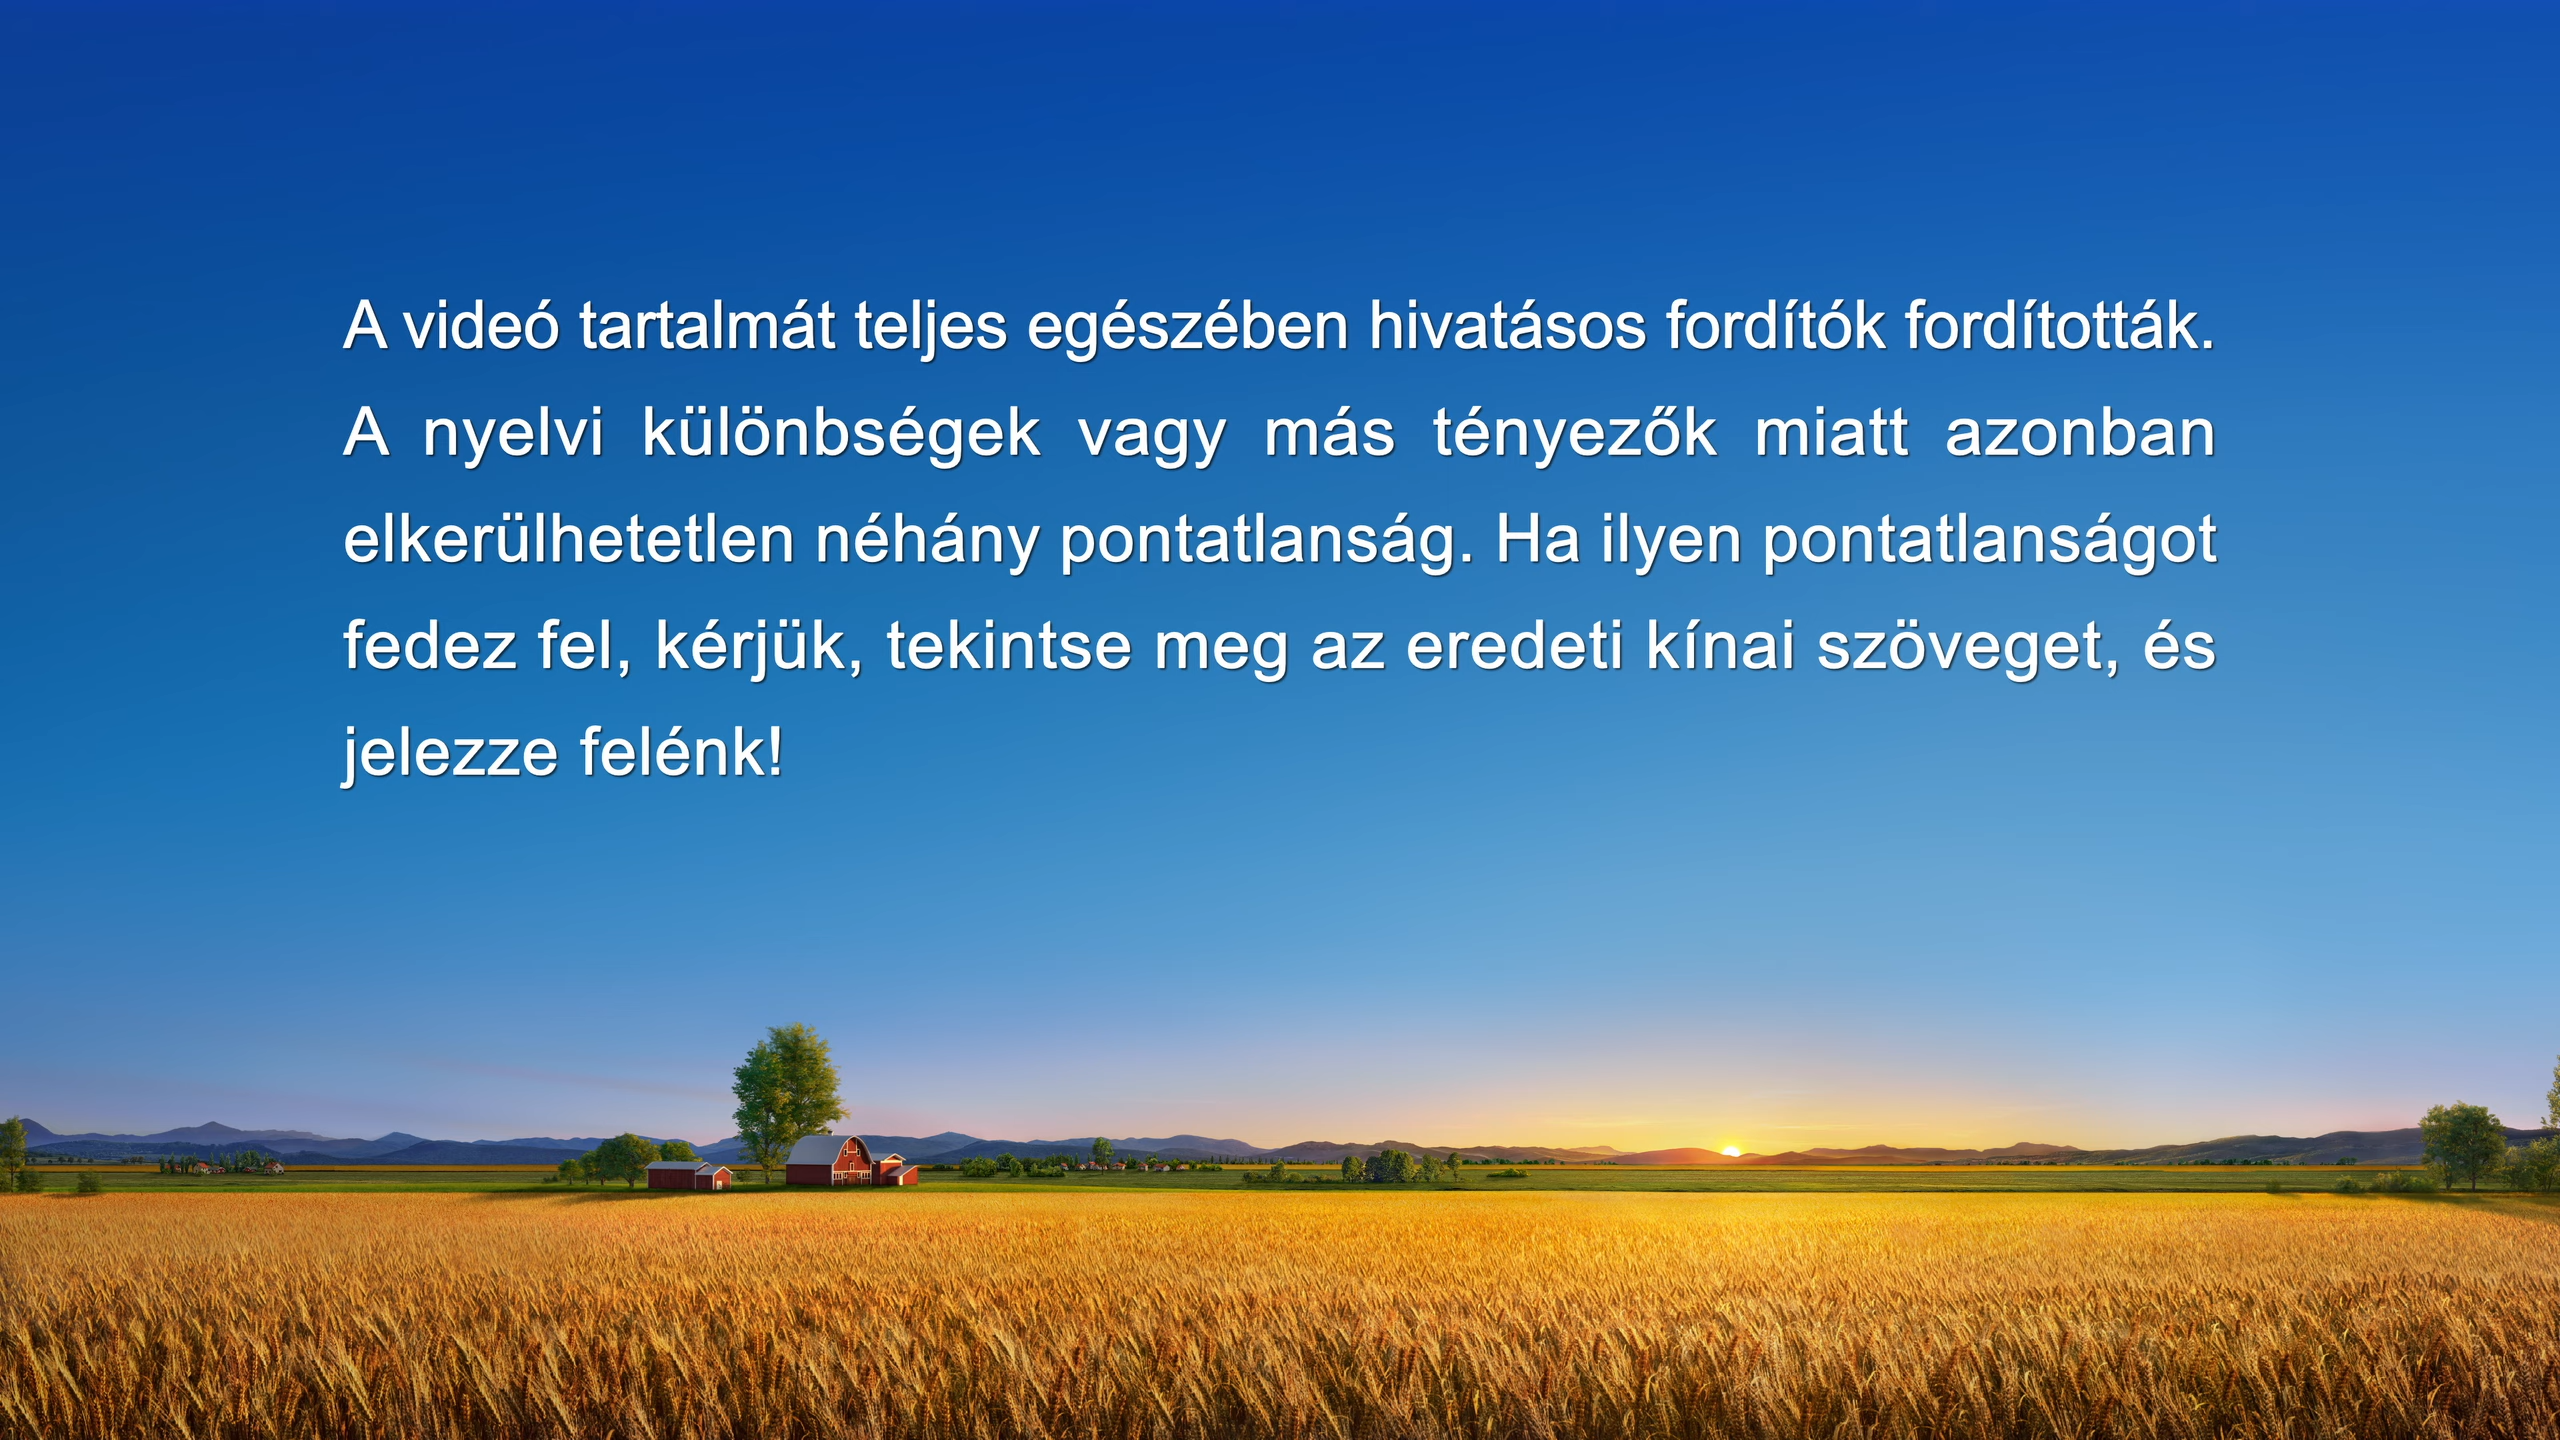 A videó tartalmát teljes egészében hivatásos fordítók fordították.
A nyelvi különbségek vagy más tényezők miatt azonban
elkerülhetetlen néhány pontatlanság. Ha ilyen pontatlanságot
fedez fel, kérjük, tekintse meg az eredeti kínai szöveget, és
jelezze felénk!